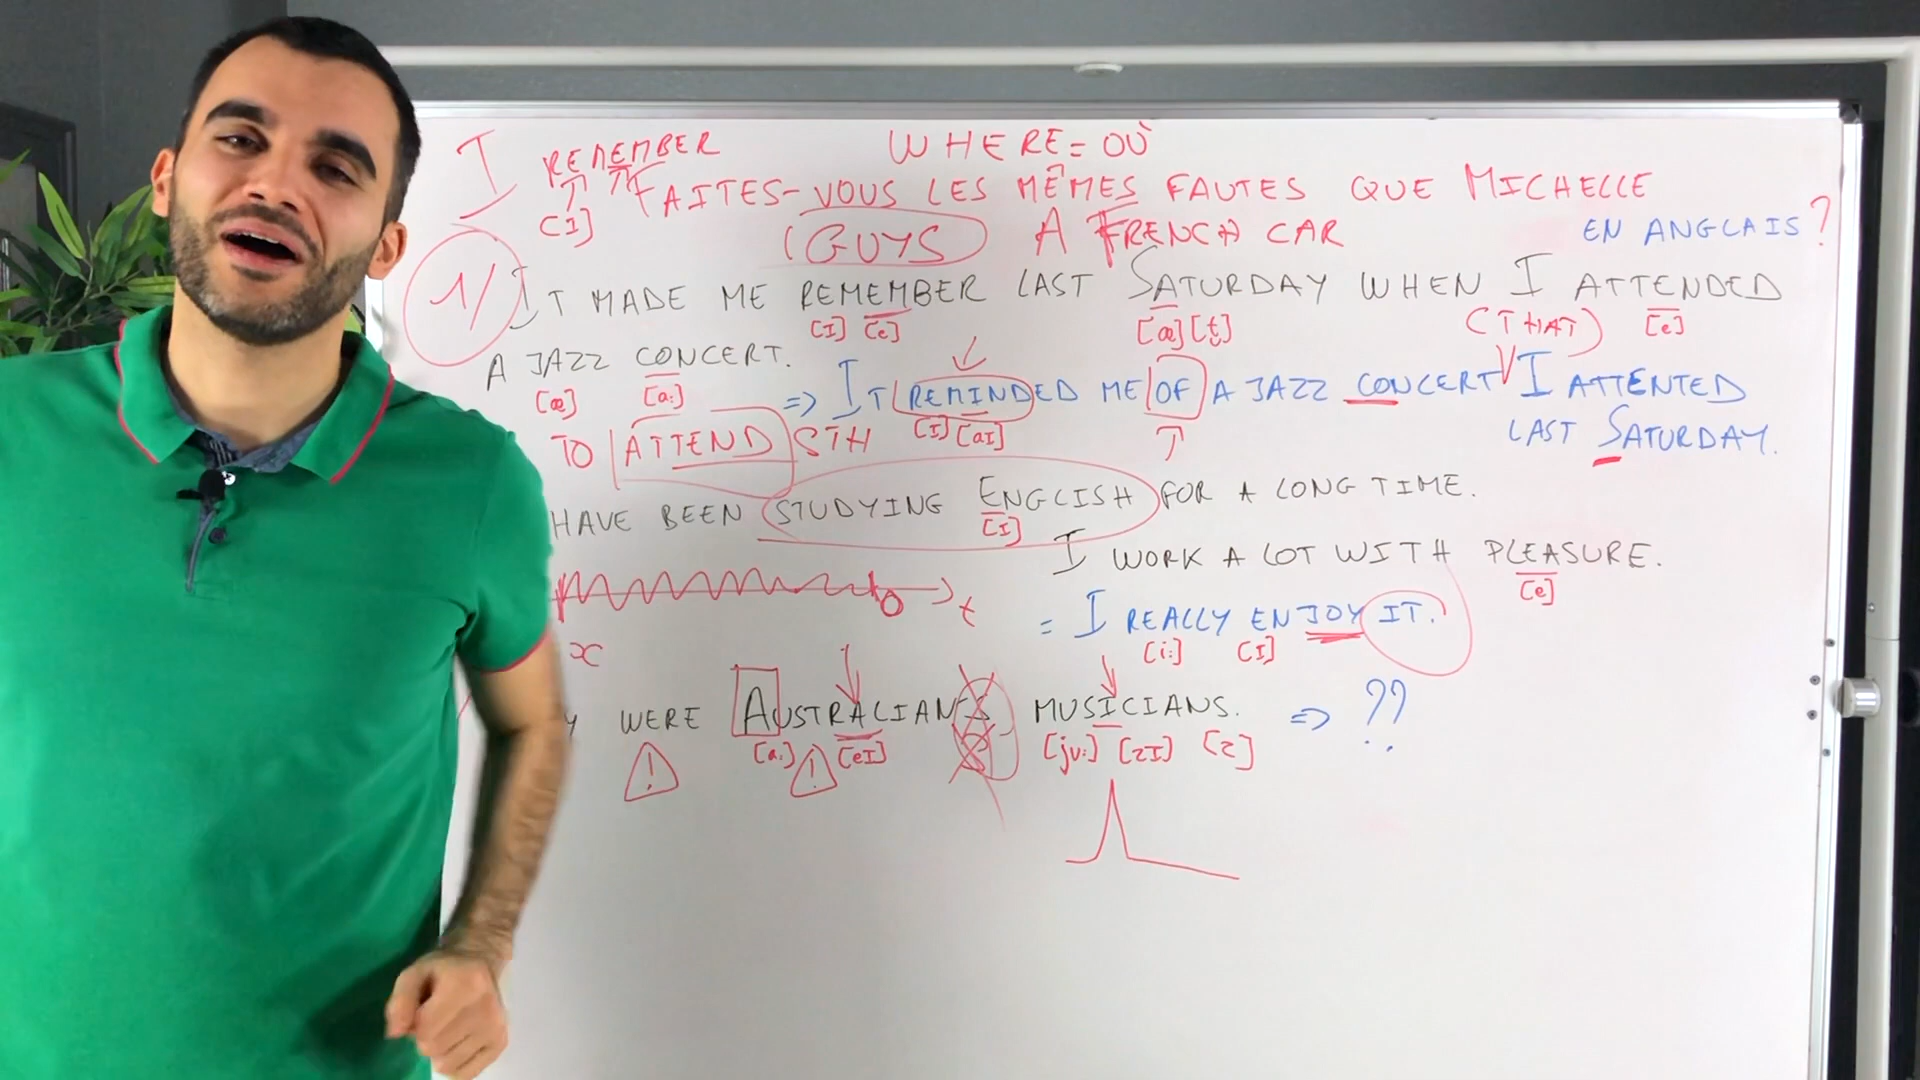 I REMEMBER WHERE = OÙ
[I] FAITES-VOUS LES MÊMES FAUTES QUE MICHELLE
(GUYS) A FRENCH CAR EN ANGLAIS ?
1/ IT MADE ME REMEMBER LAST SATURDAY WHEN I ATTENDED
[I] [e] [æ] [t] (THAT) [e]
A JAZZ CONCERT.
[æ] [a:]
=> IT REMINDED ME OF A JAZZ CONCERT I ATTENTED
[I] [aI]
LAST SATURDAY.
TO ATTEND STH
HAVE BEEN STUDYING ENGLISH FOR A LONG TIME.
[I]
I WORK A LOT WITH PLEASURE.
[e]
0 t
= I REALLY ENJOY IT.
[i:] [I]
x
Y WERE AUSTRALIANS MUSICIANS. => ??
! ! [eI] [ju:] [zI] [z]